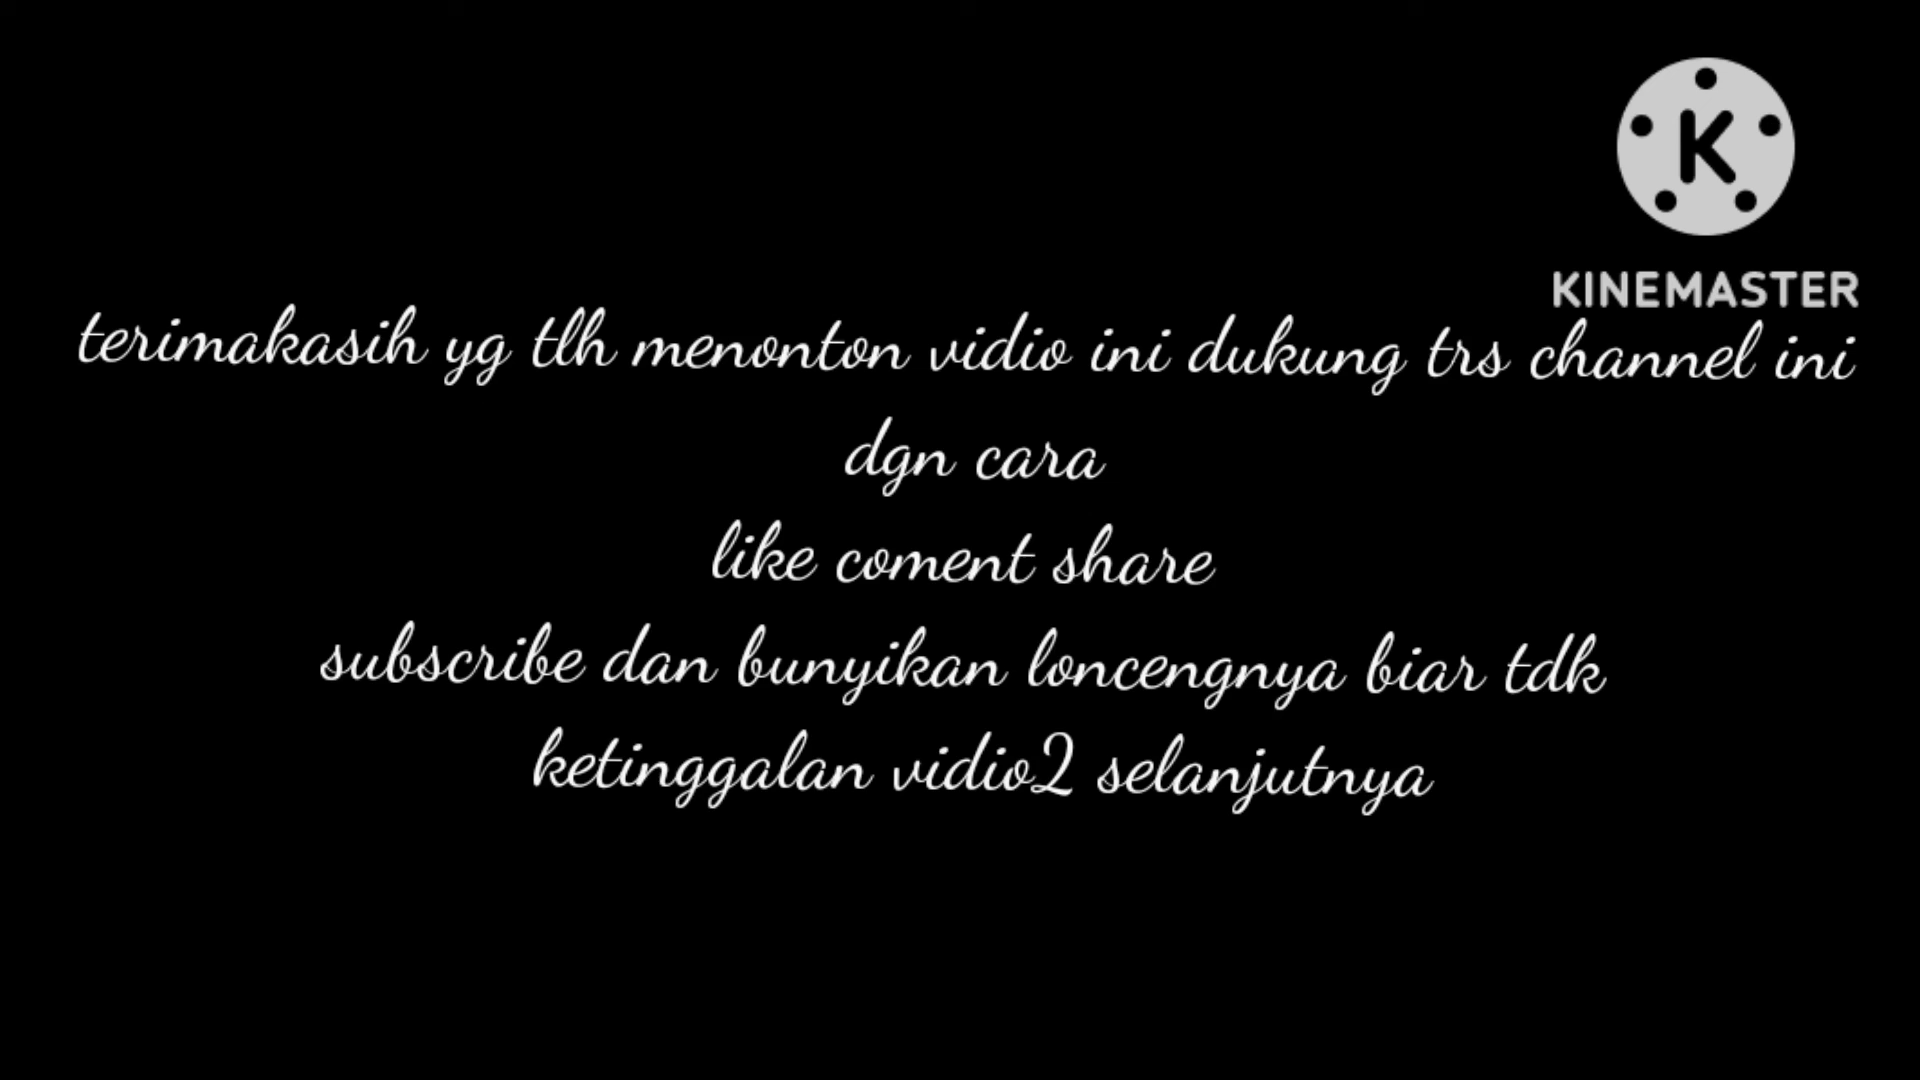 KINEMASTER
terimakasih yg tlh menonton vidio ini dukung trs channel ini
dgn cara
like coment share
subscribe dan bunyikan loncengnya biar tdk
ketinggalan vidio2 selanjutnya